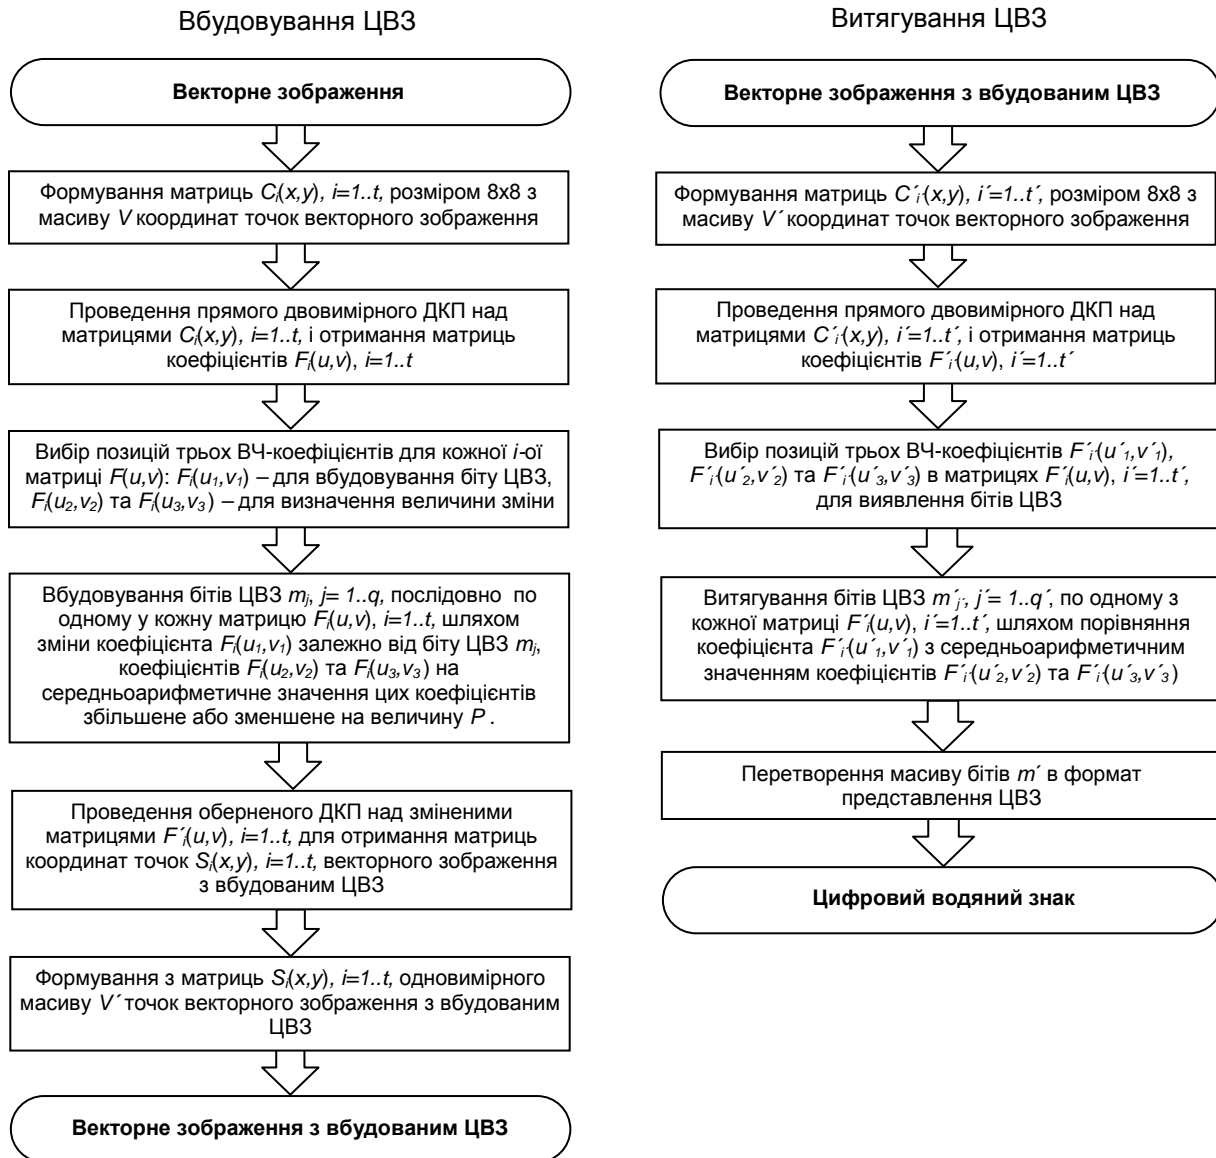 Вбудовування ЦВЗ
Векторне зображення
Формування матриць Ci(x,y), i=1..t, розміром 8x8 з
масиву V координат точок векторного зображення
Проведення прямого двовимірного ДКП над
матрицями Ci(x,y), i=1..t, і отримання матриць
коефіцієнтів Fi(u,v), i=1..t
Вибір позицій трьох ВЧ-коефіцієнтів для кожної i-ої
матриці F(u,v): Fi(u1,v1) – для вбудовування біту ЦВЗ,
Fi(u2,v2) та Fi(u3,v3) – для визначення величини зміни
Вбудовування бітів ЦВЗ mj, j= 1..q, послідовно по
одному у кожну матрицю Fi(u,v), i=1..t, шляхом
зміни коефіцієнта Fi(u1,v1) залежно від біту ЦВЗ mj,
коефіцієнтів Fi(u2,v2) та Fi(u3,v3) на
середньоарифметичне значення цих коефіцієнтів
збільшене або зменшене на величину P .
Проведення оберненого ДКП над зміненими
матрицями F´i(u,v), i=1..t, для отримання матриць
координат точок Si(x,y), i=1..t, векторного зображення
з вбудованим ЦВЗ
Формування з матриць Si(x,y), i=1..t, одновимірного
масиву V´ точок векторного зображення з вбудованим
ЦВЗ
Векторне зображення з вбудованим ЦВЗ
Витягування ЦВЗ
Векторне зображення з вбудованим ЦВЗ
Формування матриць C´i´(x,y), i´=1..t´, розміром 8x8 з
масиву V´ координат точок векторного зображення
Проведення прямого двовимірного ДКП над
матрицями C´i´(x,y), i´=1..t´, і отримання матриць
коефіцієнтів F´i´(u,v), i´=1..t´
Вибір позицій трьох ВЧ-коефіцієнтів F´i´(u´1,v´1),
F´i´(u´2,v´2) та F´i´(u´3,v´3) в матрицях F´i(u,v), i´=1..t´,
для виявлення бітів ЦВЗ
Витягування бітів ЦВЗ m´j´, j´= 1..q´, по одному з
кожної матриці F´i(u,v), i´=1..t´, шляхом порівняння
коефіцієнта F´i´(u´1,v´1) з середньоарифметичним
значенням коефіцієнтів F´i´(u´2,v´2) та F´i´(u´3,v´3)
Перетворення масиву бітів m´ в формат
представлення ЦВЗ
Цифровий водяний знак